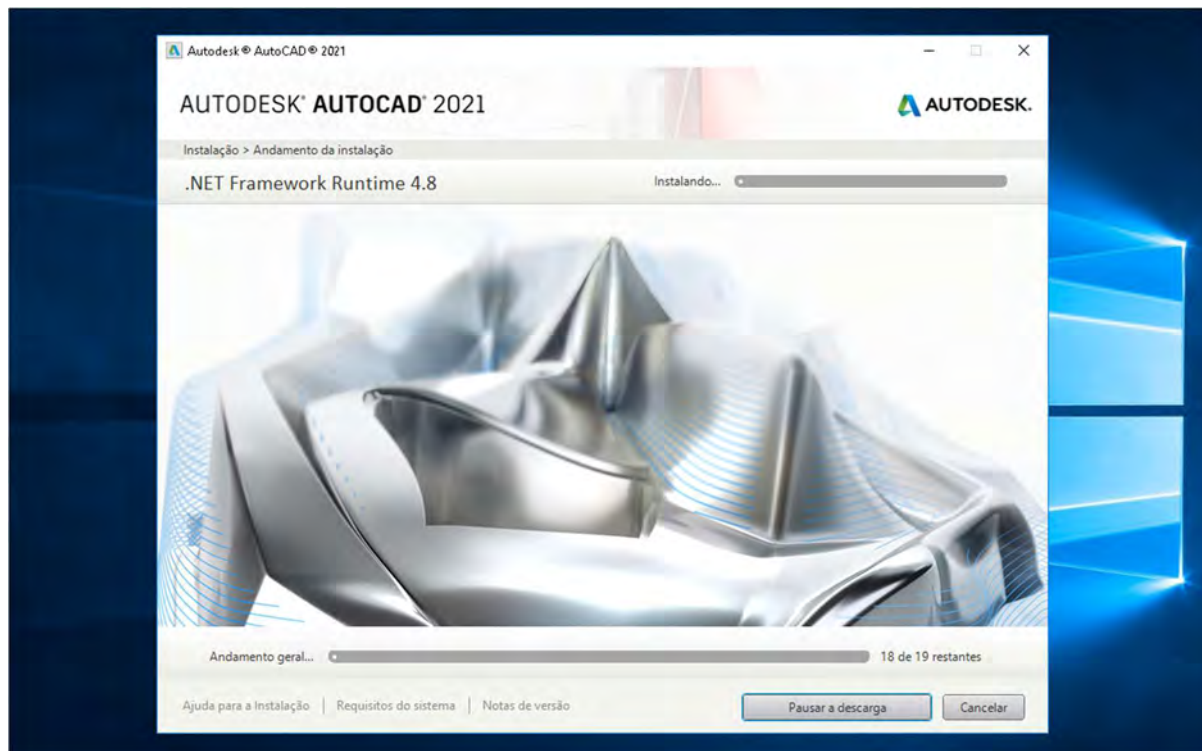 Autodesk® AutoCAD® 2021
AUTODESK® AUTOCAD® 2021
AUTODESK.
Instalação > Andamento da instalação
.NET Framework Runtime 4.8
Instalando...
Andamento geral...
18 de 19 restantes
Ajuda para a Instalação | Requisitos do sistema | Notas de versão
Pausar a descarga
Cancelar